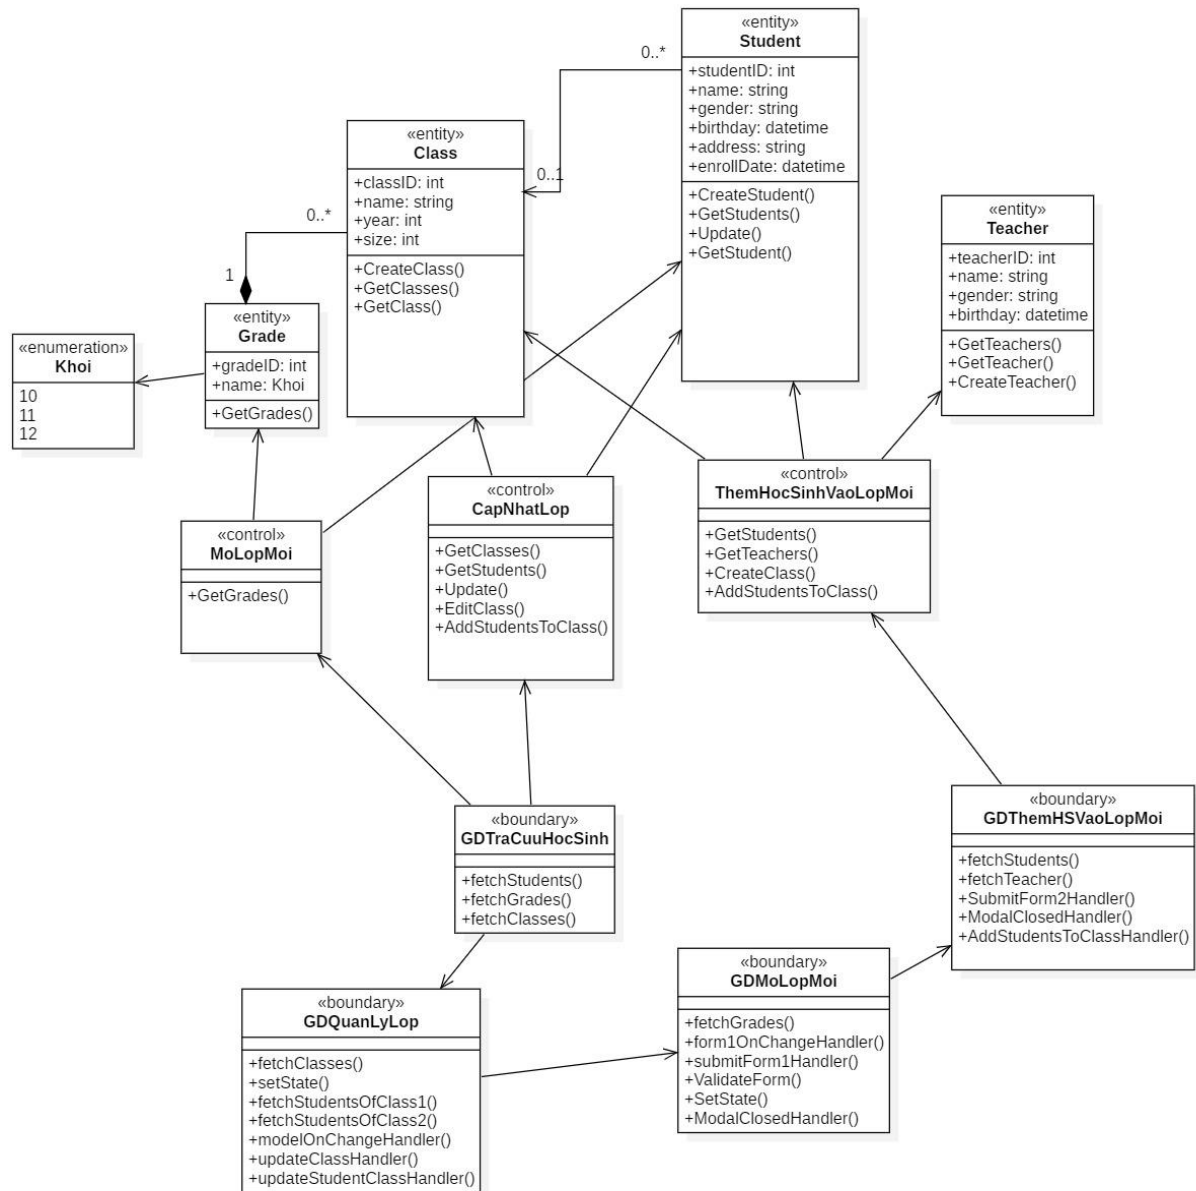 «entity»
Student
+studentID: int
+name: string
+gender: string
+birthday: datetime
+address: string
+enrollDate: datetime
+CreateStudent()
+GetStudents()
+Update()
+GetStudent()
0..*
0..1
«entity»
Class
+classID: int
+name: string
+year: int
+size: int
+CreateClass()
+GetClasses()
+GetClass()
0..*
1
«entity»
Teacher
+teacherID: int
+name: string
+gender: string
+birthday: datetime
+GetTeachers()
+GetTeacher()
+CreateTeacher()
«entity»
Grade
+gradeID: int
+name: Khoi
+GetGrades()
«enumeration»
Khoi
10
11
12
«control»
MoLopMoi
+GetGrades()
«control»
CapNhatLop
+GetClasses()
+GetStudents()
+Update()
+EditClass()
+AddStudentsToClass()
«control»
ThemHocSinhVaoLopMoi
+GetStudents()
+GetTeachers()
+CreateClass()
+AddStudentsToClass()
«boundary»
GDTraCuuHocSinh
+fetchStudents()
+fetchGrades()
+fetchClasses()
«boundary»
GDThemHSVaoLopMoi
+fetchStudents()
+fetchTeacher()
+SubmitForm2Handler()
+ModalClosedHandler()
+AddStudentsToClassHandler()
«boundary»
GDMoLopMoi
+fetchGrades()
+form1OnChangeHandler()
+submitForm1Handler()
+ValidateForm()
+SetState()
+ModalClosedHandler()
«boundary»
GDQuanLyLop
+fetchClasses()
+setState()
+fetchStudentsOfClass1()
+fetchStudentsOfClass2()
+modelOnChangeHandler()
+updateClassHandler()
+updateStudentClassHandler()